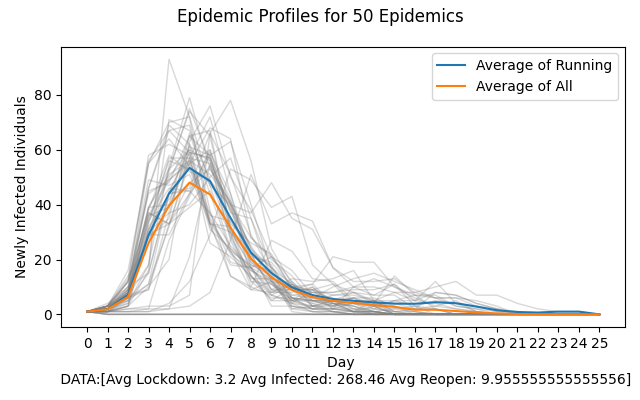 Epidemic Profiles for 50 Epidemics
Average of Running
Average of All
Newly Infected Individuals
80
60
40
20
0
0 1 2 3 4 5 6 7 8 9 10 11 12 13 14 15 16 17 18 19 20 21 22 23 24 25
Day
DATA:[Avg Lockdown: 3.2 Avg Infected: 268.46 Avg Reopen: 9.955555555555556]